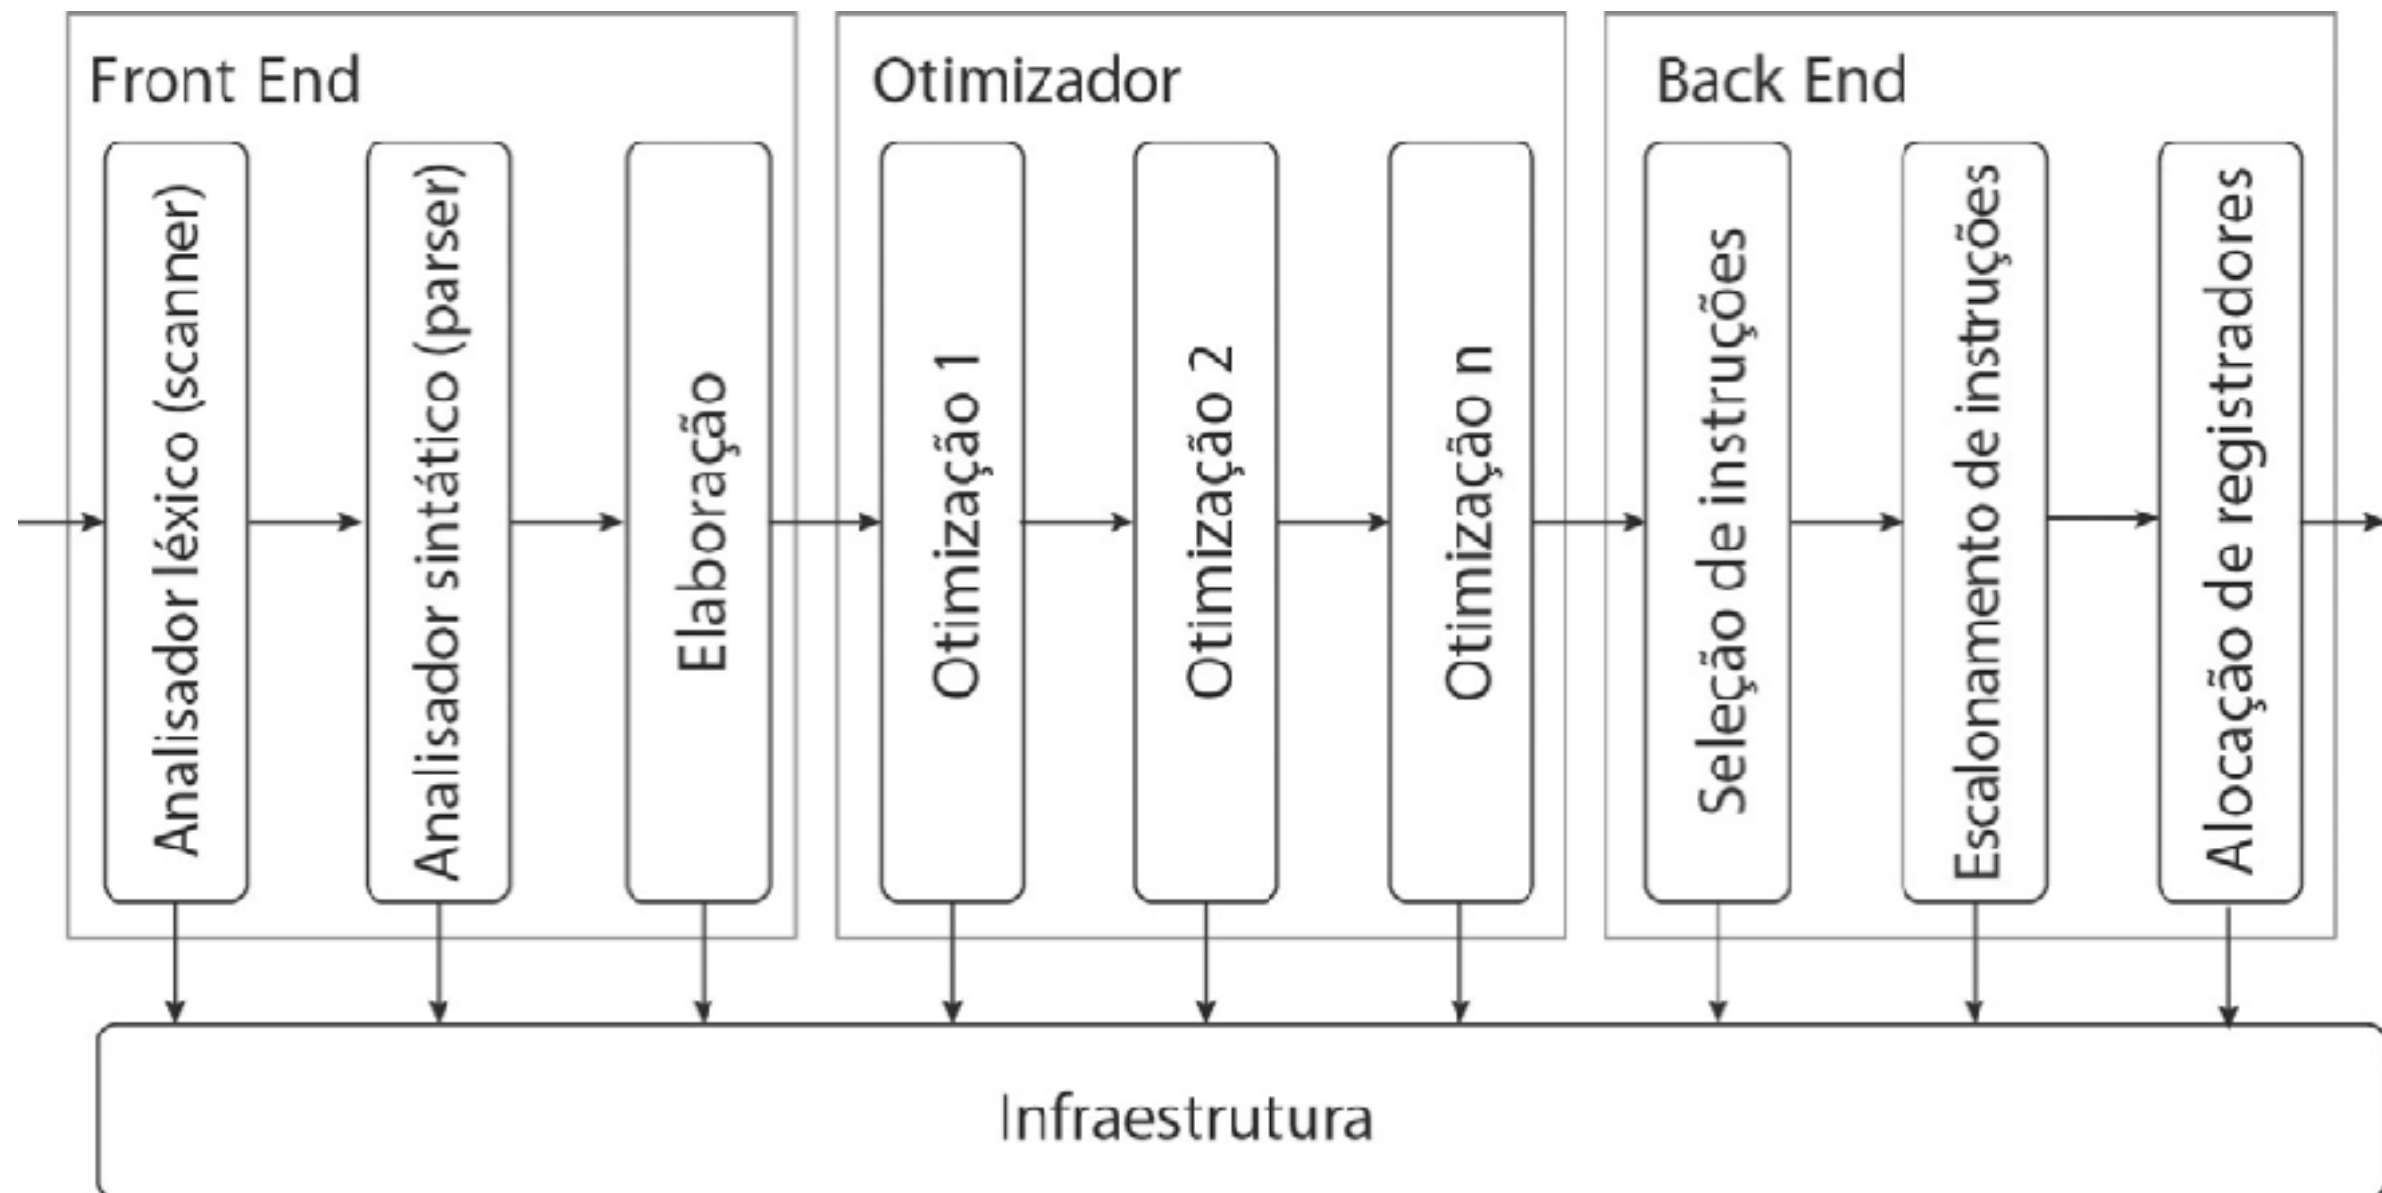 Front End
Analisador léxico (scanner)
Analisador sintático (parser)
Elaboração
Otimizador
Otimização 1
Otimização 2
Otimização n
Back End
Seleção de instruções
Escalonamento de instruções
Alocação de registradores
Infraestrutura